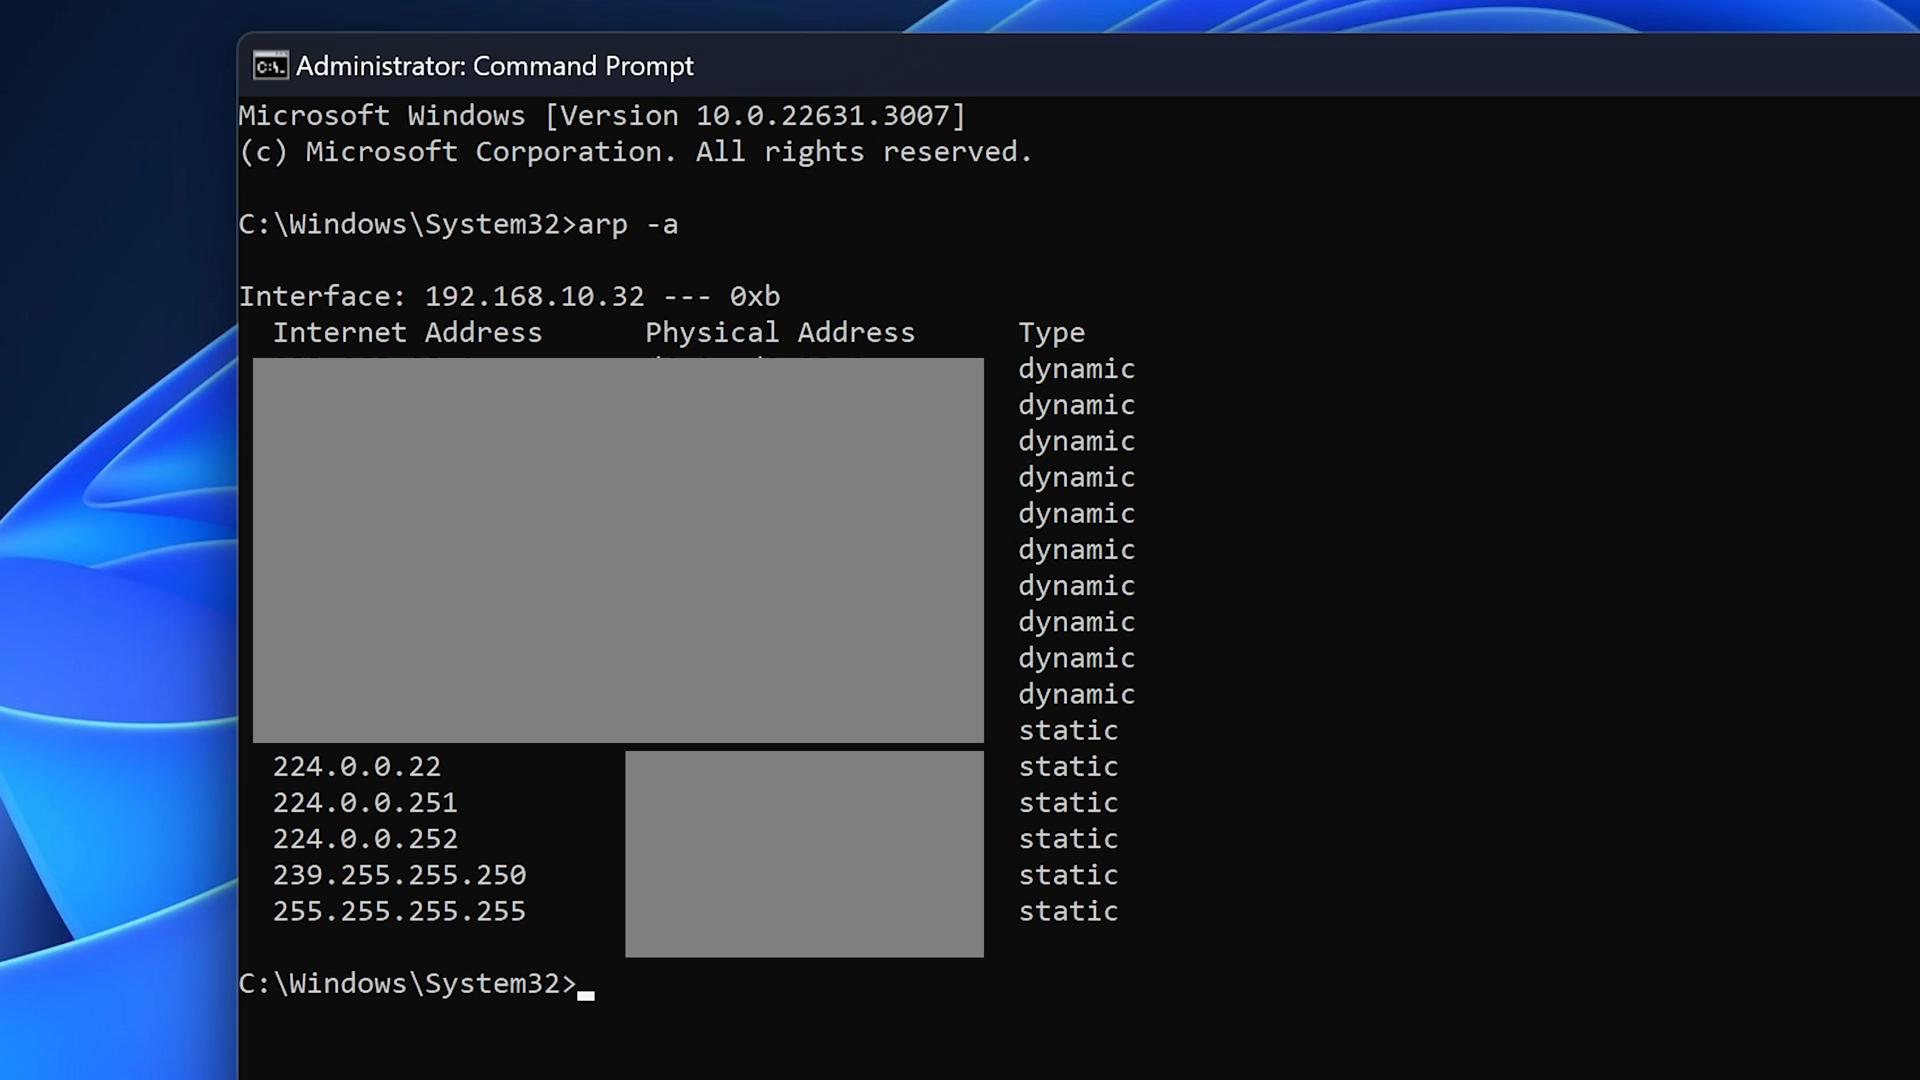 Administrator: Command Prompt
Microsoft Windows [Version 10.0.22631.3007]
(c) Microsoft Corporation. All rights reserved.
C:\Windows\System32>arp -a
Interface: 192.168.10.32 --- 0xb
Internet Address Physical Address Type
dynamic
dynamic
dynamic
dynamic
dynamic
dynamic
dynamic
dynamic
dynamic
dynamic
static
224.0.0.22 static
224.0.0.251 static
224.0.0.252 static
239.255.255.250 static
255.255.255.255 static
C:\Windows\System32>